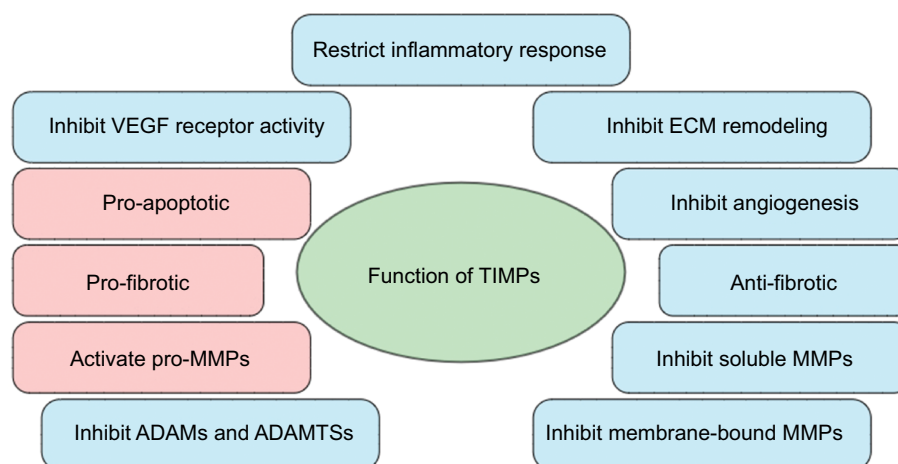 Restrict inflammatory response
Inhibit VEGF receptor activity
Inhibit ECM remodeling
Pro-apoptotic
Inhibit angiogenesis
Function of TIMPs
Pro-fibrotic
Anti-fibrotic
Activate pro-MMPs
Inhibit soluble MMPs
Inhibit ADAMs and ADAMTSs
Inhibit membrane-bound MMPs